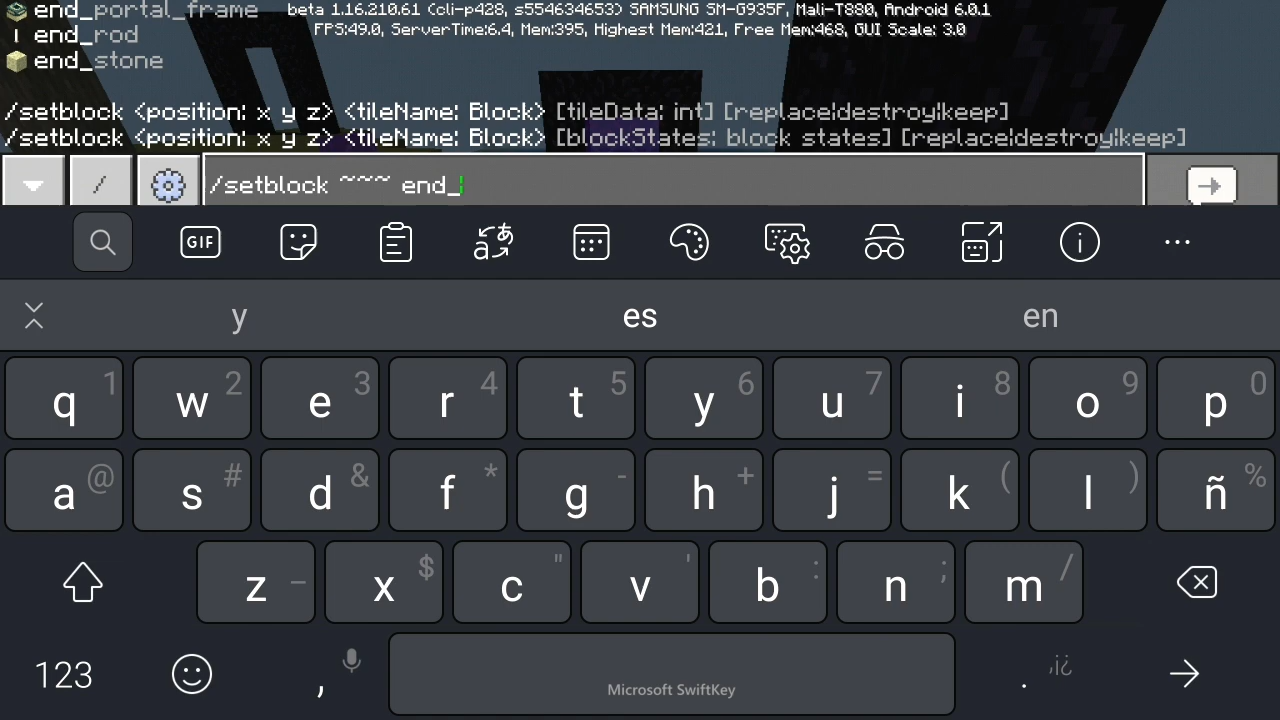 end_portal_frame
beta 1.16.210.61 (cli-p428, s554634653) SAMSUNG SM-G935F, Mali-T880, Android 6.0.1
end_rod
FPS:49.0, ServerTime:6.4, Mem:395, Highest Mem:421, Free Mem:468, GUI Scale: 3.0
end_stone
/setblock <position: x y z> <tileName: Block> [tileData: int] [replace¦destroy¦keep]
/setblock <position: x y z> <tileName: Block> [blockStates: block states] [replace¦destroy¦keep]
/ /setblock ~~~ end_
GIF aあ ...
y es en
q 1 w 2 e 3 r 4 t 5 y 6 u 7 i 8 o 9 p 0
a @ s # d & f * g - h + j = k ( l ) ñ %
z _ x $ c " v ' b : n ; m /
123 , Microsoft SwiftKey . ,¡¿